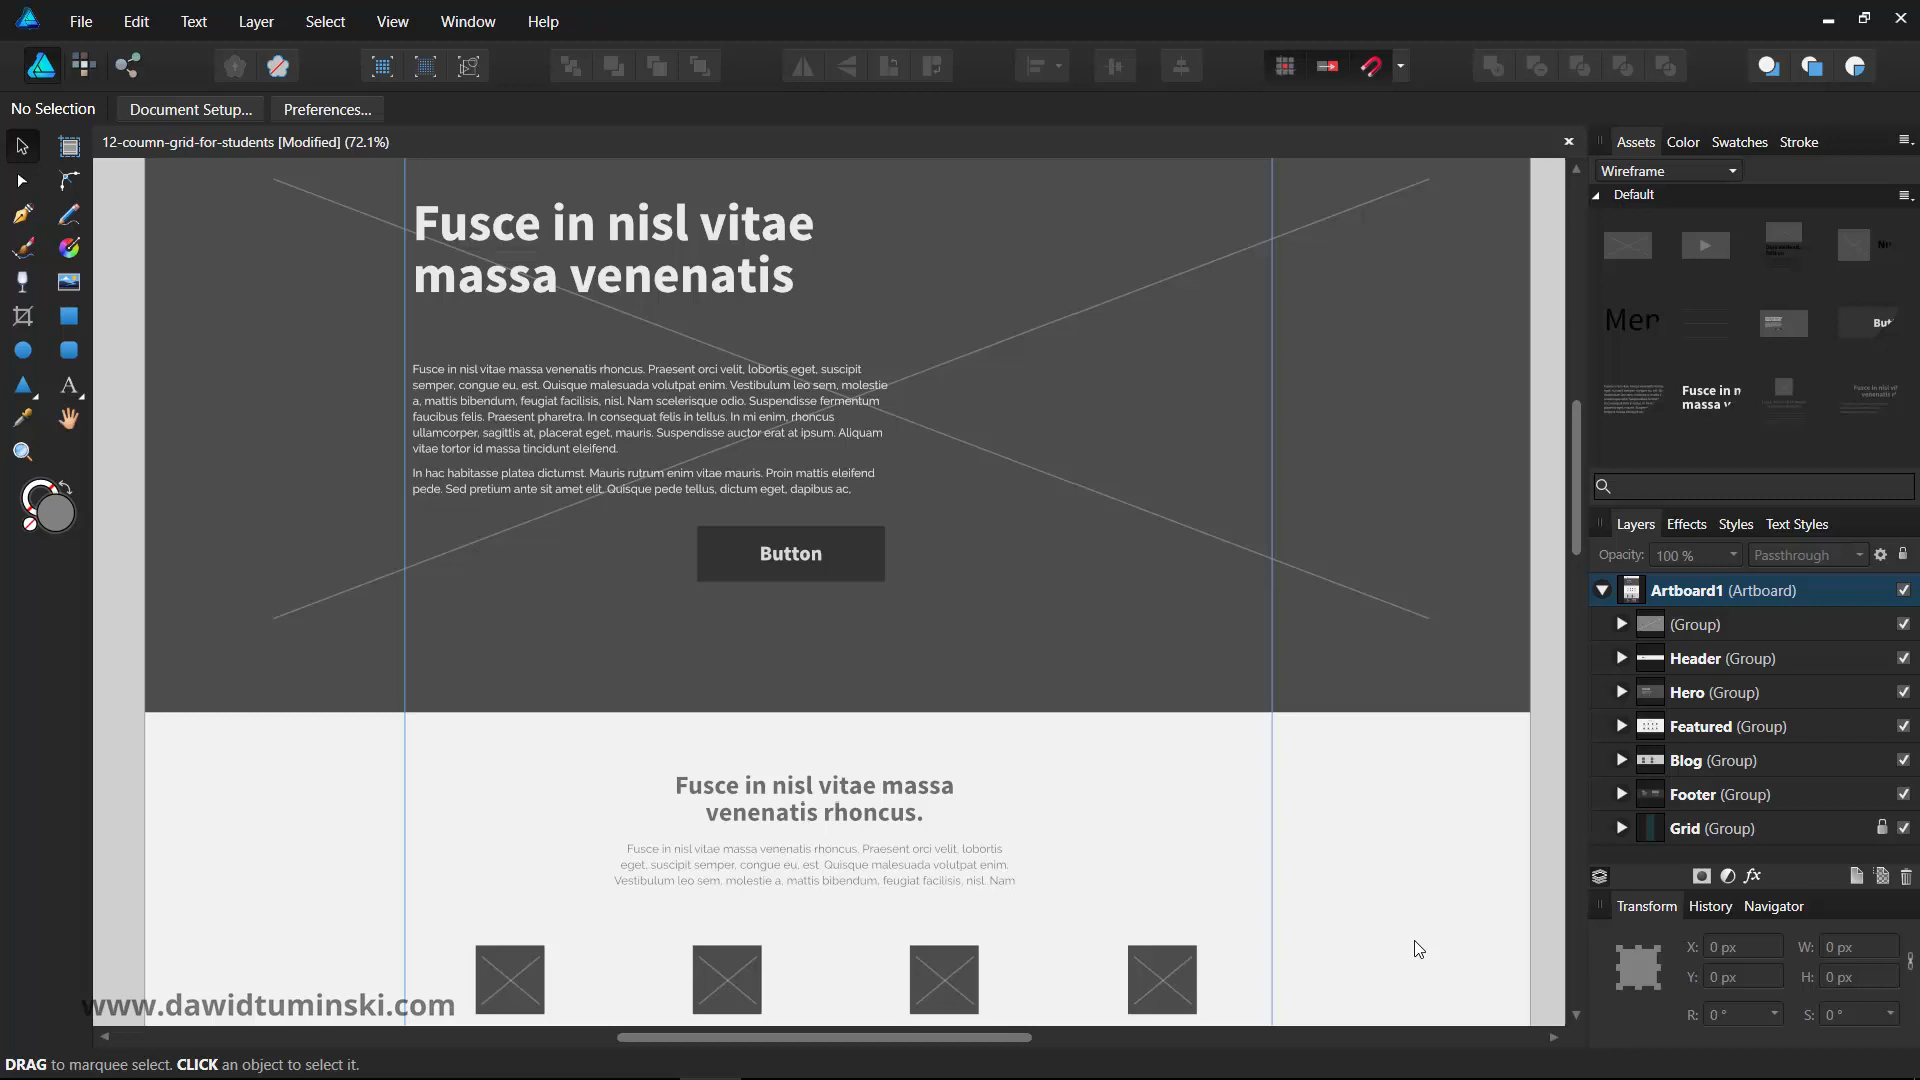 File Edit Text Layer Select View Window Help
No Selection Document Setup... Preferences...
12-coumn-grid-for-students [Modified] (72.1%)
Assets Color Swatches Stroke
Wireframe
Default
Men
But
Fusce in n
massa v
Fusce in nisl vitae
massa venenatis
Fusce in nisl vitae massa venenatis rhoncus. Praesent orci velit, lobortis eget, suscipit
semper, congue eu, est. Quisque malesuada volutpat enim. Vestibulum leo sem, molestie
a, mattis bibendum, feugiat facilisis, nisl. Nam scelerisque odio. Suspendisse fermentum
faucibus felis. Praesent pharetra. In consequat felis in tellus. In mi enim, rhoncus
ullamcorper, sagittis at, placerat eget, mauris. Suspendisse auctor erat at ipsum. Aliquam
vitae tortor id massa tincidunt eleifend.
In hac habitasse platea dictumst. Mauris rutrum enim vitae mauris. Proin mattis eleifend
pede. Sed pretium ante sit amet elit. Quisque pede tellus, dictum eget, dapibus ac,
Button
Fusce in nisl vitae massa
venenatis rhoncus.
Fusce in nisl vitae massa venenatis rhoncus. Praesent orci velit, lobortis
eget, suscipit semper, congue eu, est. Quisque malesuada volutpat enim.
Vestibulum leo sem, molestie a, mattis bibendum, feugiat facilisis, nisl. Nam
www.dawidtuminski.com
Layers Effects Styles Text Styles
Opacity: 100 % Passthrough
Artboard1 (Artboard)
(Group)
Header (Group)
Hero (Group)
Featured (Group)
Blog (Group)
Footer (Group)
Grid (Group)
fx
Transform History Navigator
X: 0 px W: 0 px
Y: 0 px H: 0 px
R: 0 ° S: 0 °
DRAG to marquee select. CLICK an object to select it.